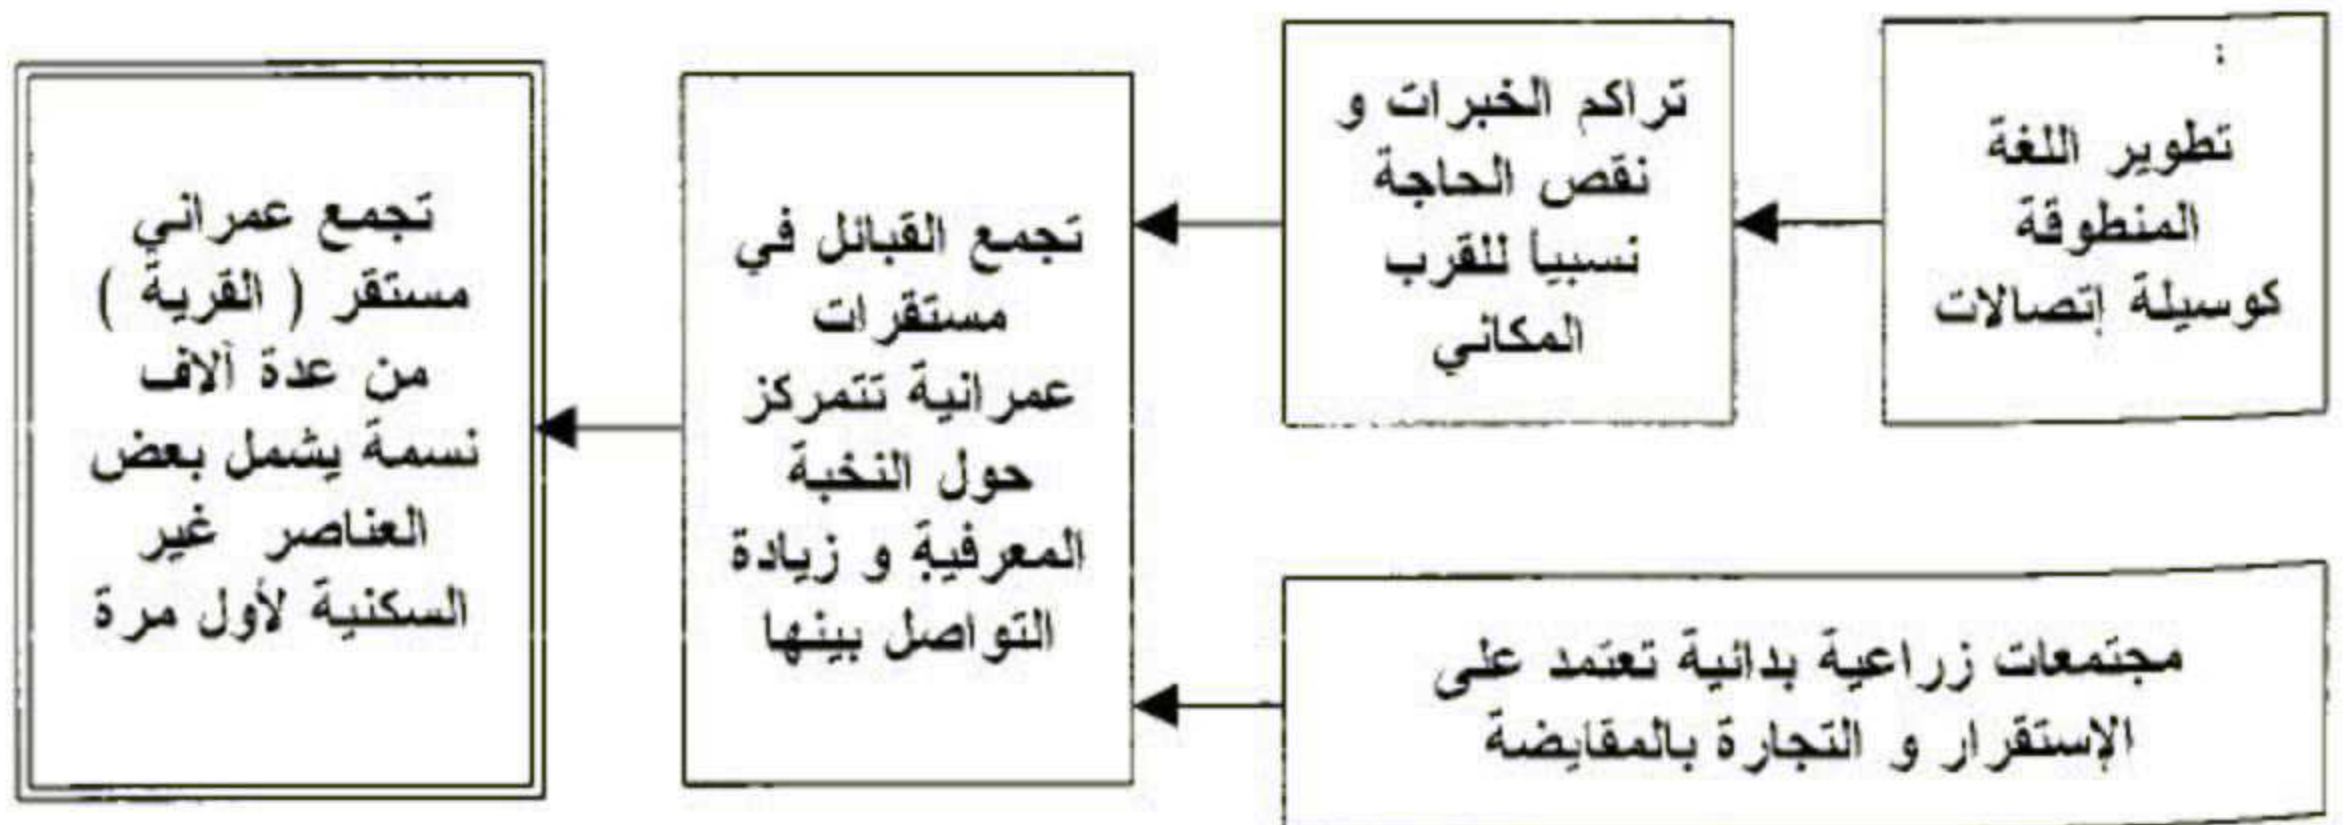 تطوير اللغة
المنطوقة
كوسيلة إتصالات
تراكم الخبرات و
نقص الحاجة
نسبياً للقرب
المكاني
مجتمعات زراعية بدائية تعتمد على
الإستقرار و التجارة بالمقايضة
تجمع القبائل في
مستقرات
عمرانية تتمركز
حول النخبة
المعرفية و زيادة
التواصل بينها
تجمع عمراني
مستقر ( القرية )
من عدة آلاف
نسمة يشمل بعض
العناصر غير
السكنية لأول مرة